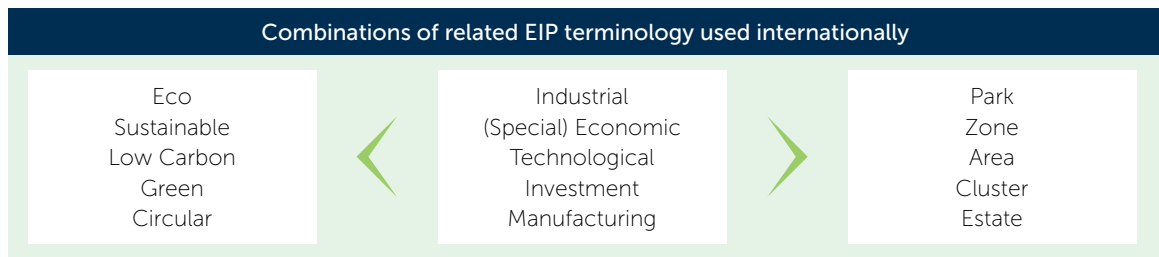 Combinations of related EIP terminology used internationally
Eco
Sustainable
Low Carbon
Green
Circular
Industrial
(Special) Economic
Technological
Investment
Manufacturing
Park
Zone
Area
Cluster
Estate